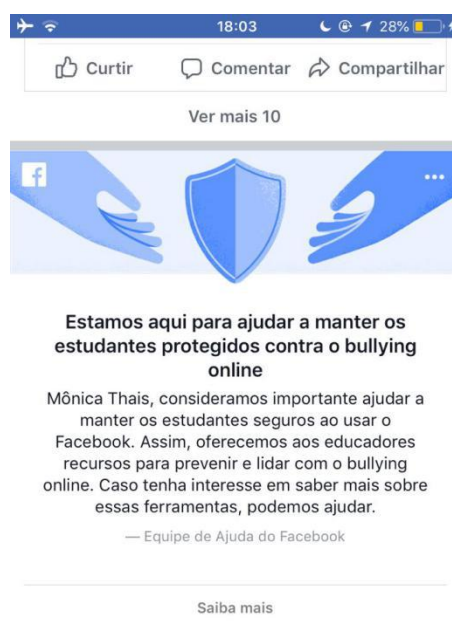 18:03 28%
Curtir Comentar Compartilhar
Ver mais 10
f
Estamos aqui para ajudar a manter os
estudantes protegidos contra o bullying
online
Mônica Thais, consideramos importante ajudar a
manter os estudantes seguros ao usar o
Facebook. Assim, oferecemos aos educadores
recursos para prevenir e lidar com o bullying
online. Caso tenha interesse em saber mais sobre
essas ferramentas, podemos ajudar.
— Equipe de Ajuda do Facebook
Saiba mais